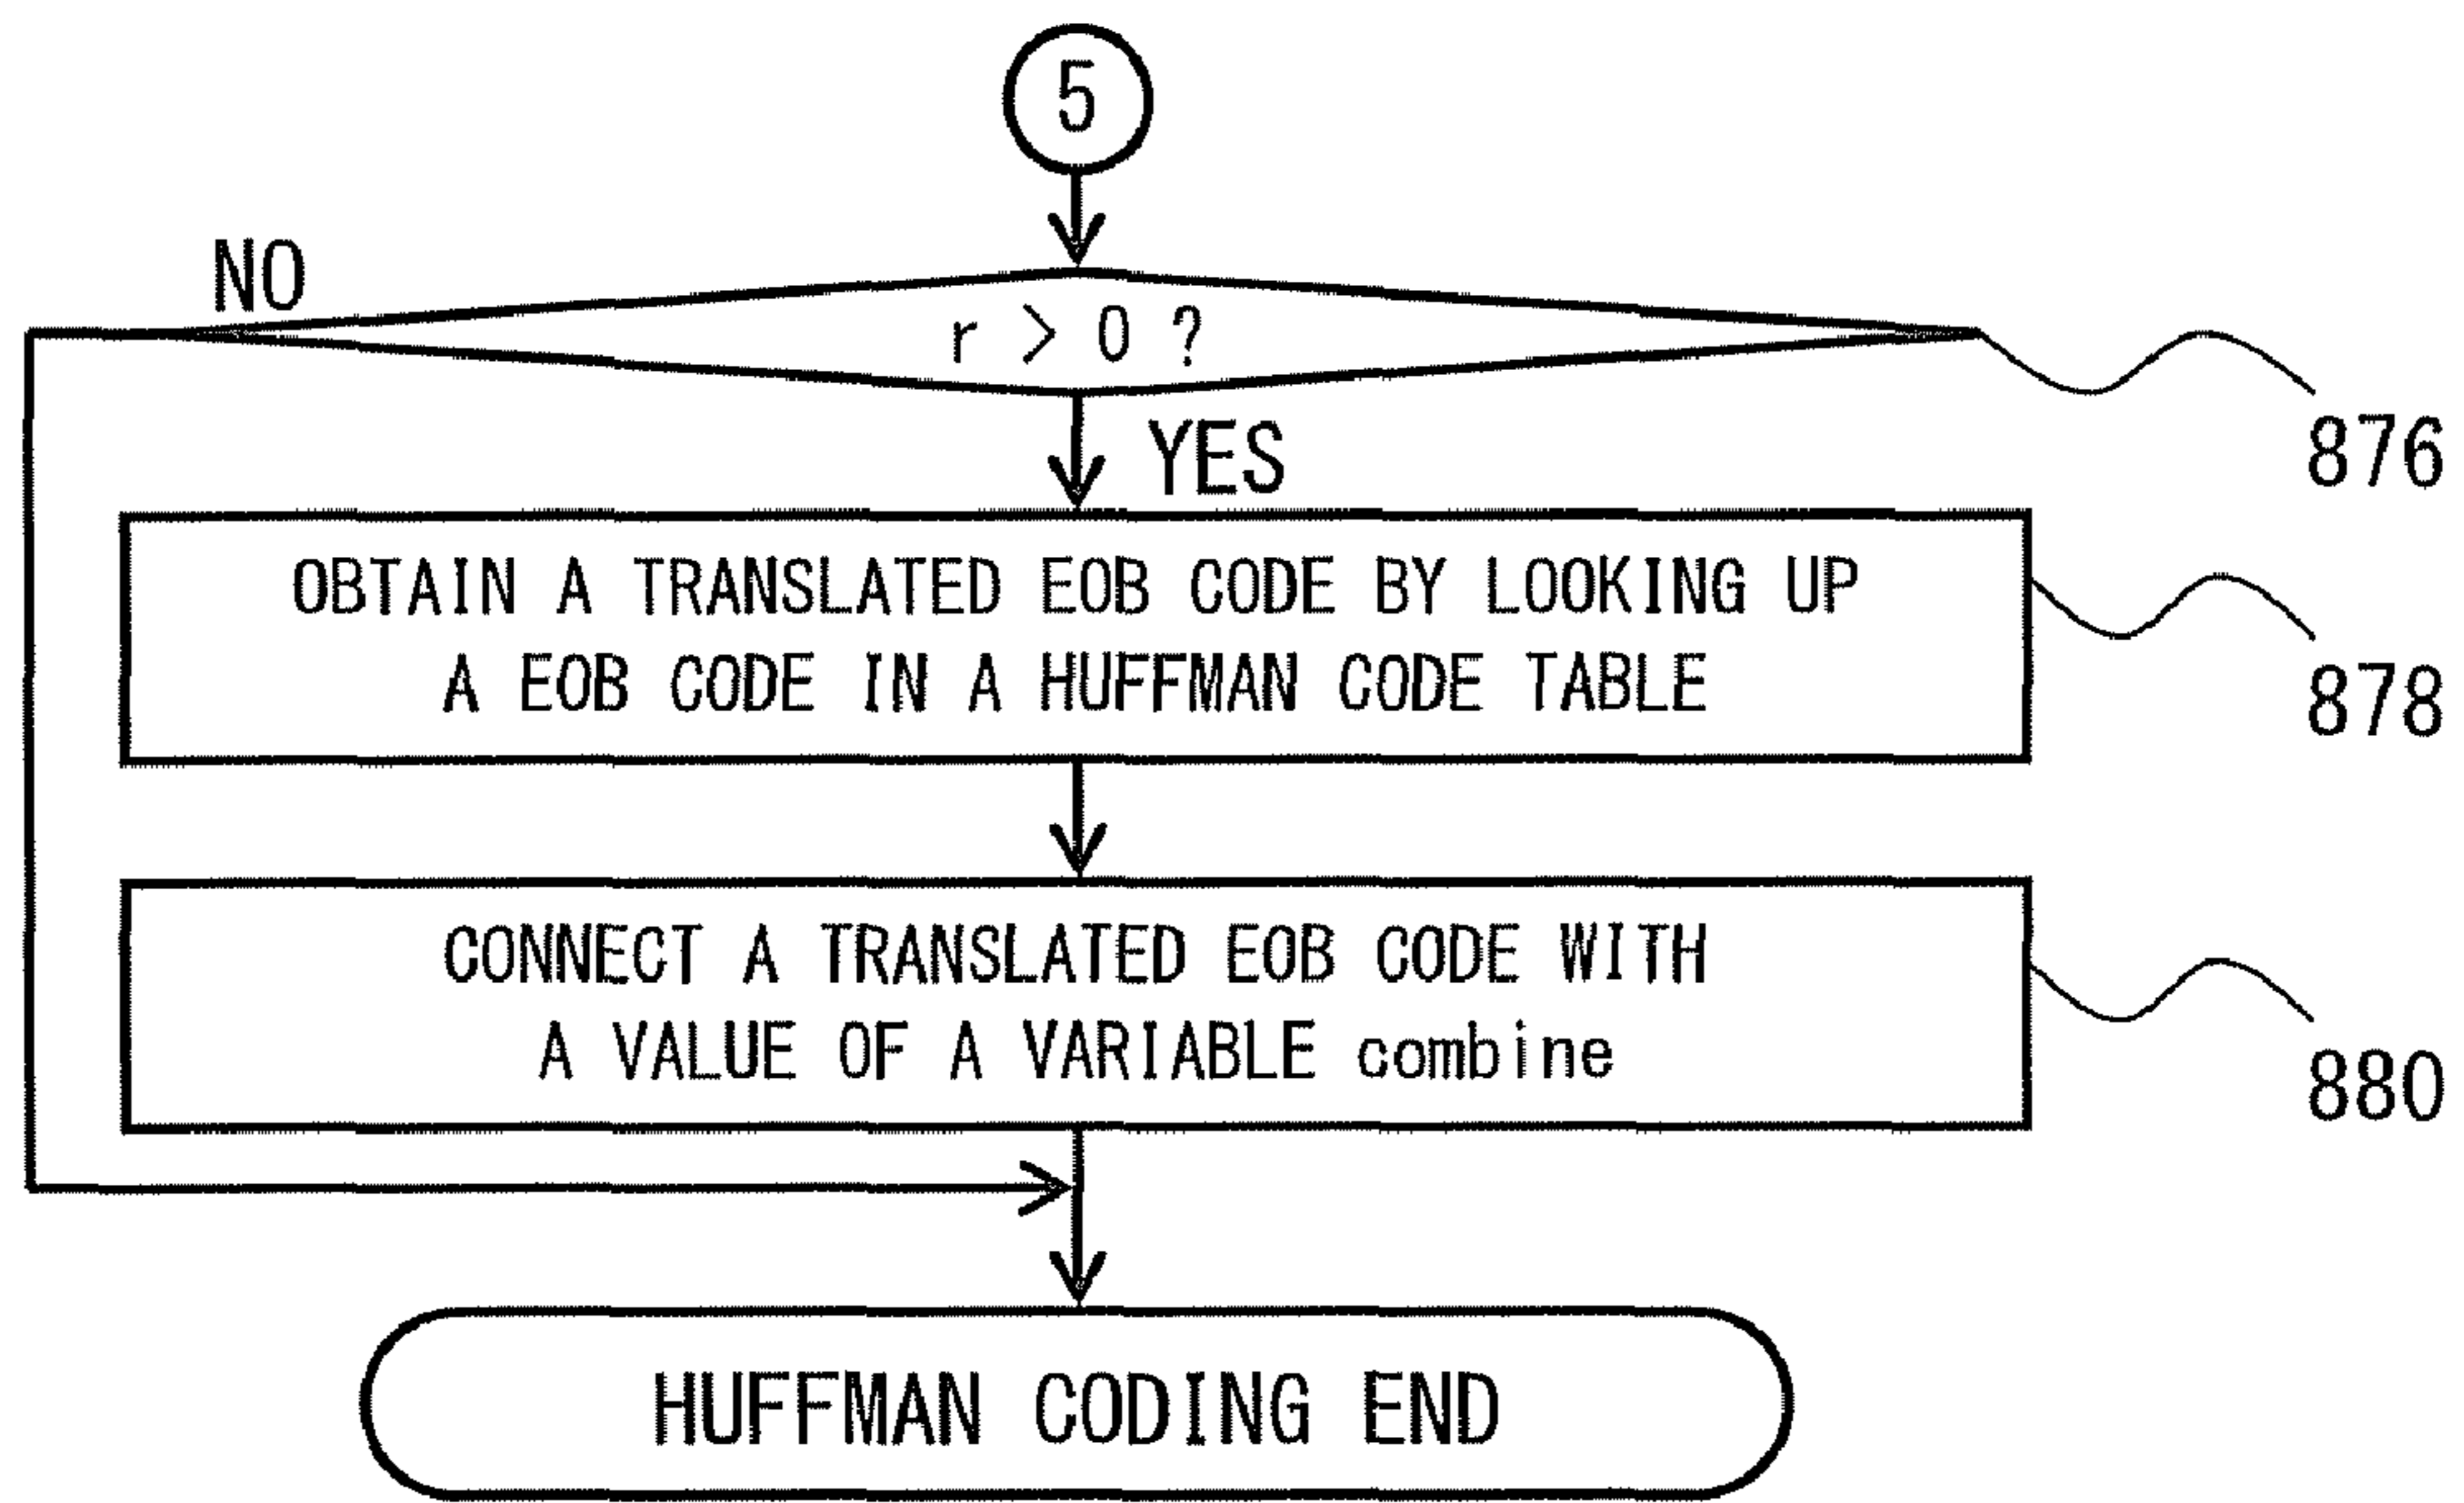 5
NO
r > 0 ?
876
YES
OBTAIN A TRANSLATED EOB CODE BY LOOKING UP
A EOB CODE IN A HUFFMAN CODE TABLE
878
CONNECT A TRANSLATED EOB CODE WITH
A VALUE OF A VARIABLE combine
880
HUFFMAN CODING END